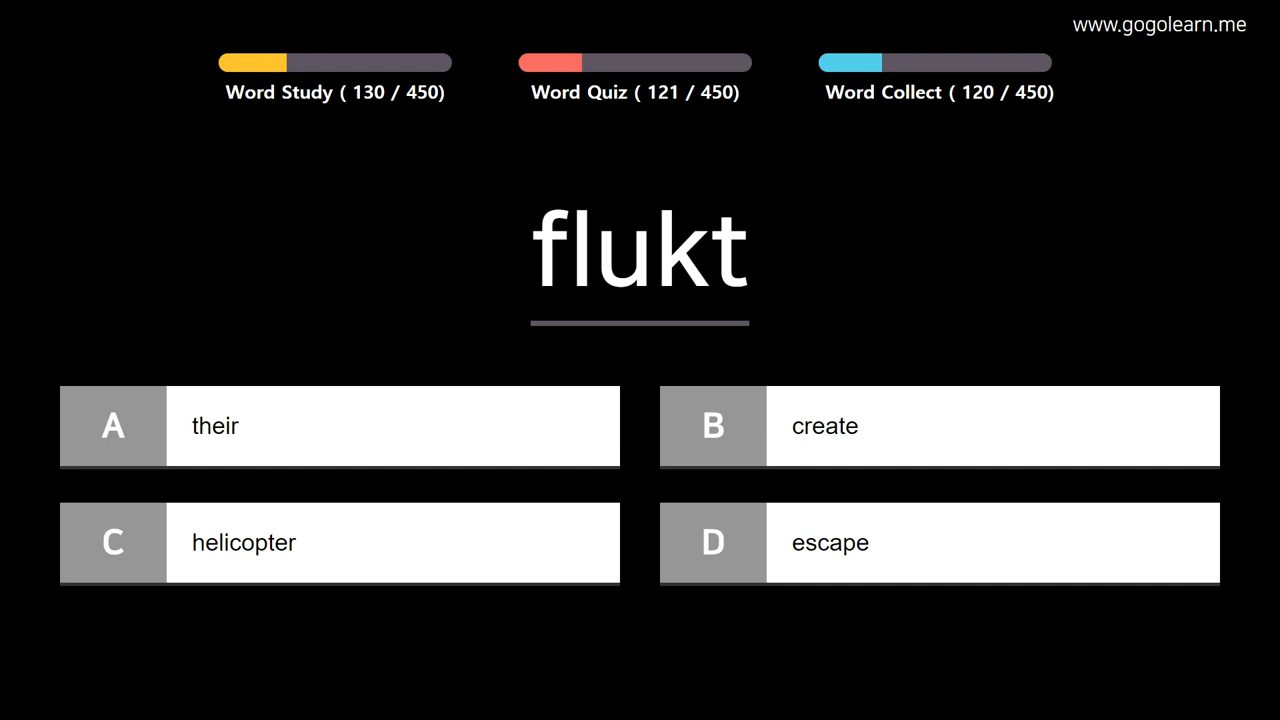 www.gogolearn.me
Word Study ( 130 / 450)
Word Quiz ( 121 / 450)
Word Collect ( 120 / 450)
flukt
A their
B create
C helicopter
D escape